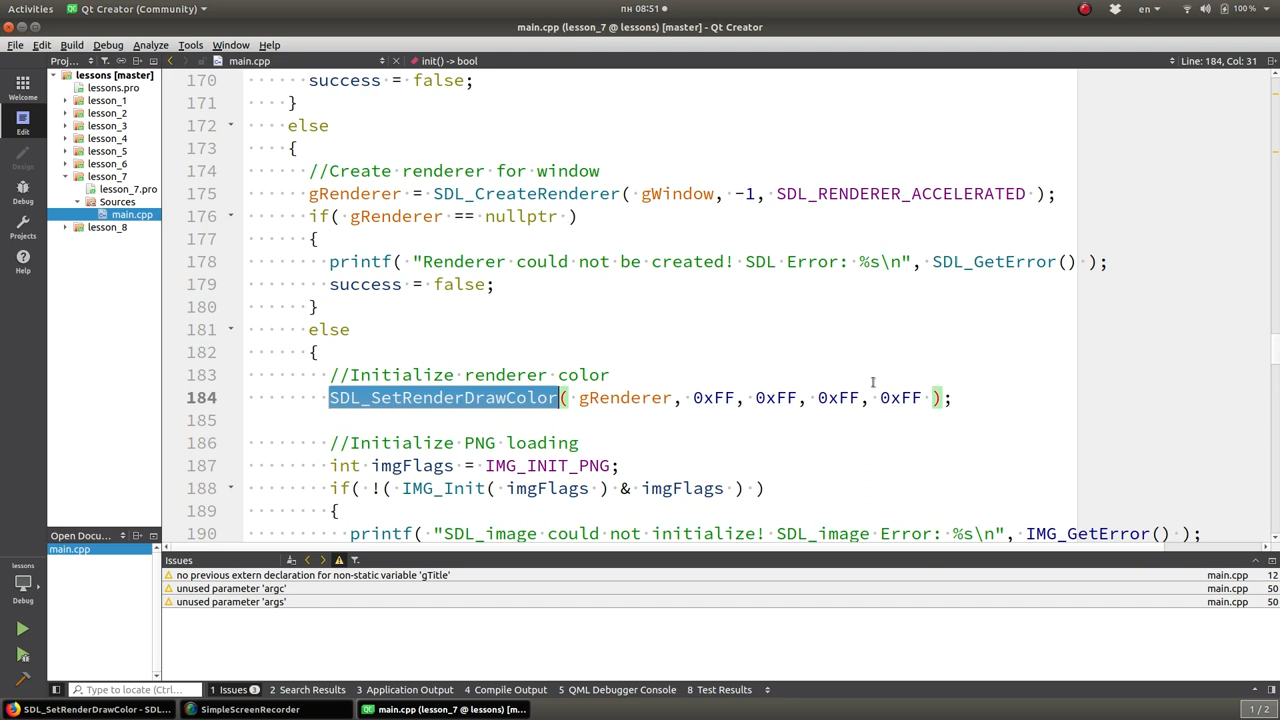 Activities Qt Creator (Community) пн 08:51 en 100 %
main.cpp (lesson_7 @ lessons) [master] - Qt Creator
File Edit Build Debug Analyze Tools Window Help
Proj... main.cpp init() -> bool Line: 184, Col: 31
Welcome
Edit
Design
Debug
Projects
Help
lessons
Debug
lessons [master]
lessons.pro
lesson_1
lesson_2
lesson_3
lesson_4
lesson_5
lesson_6
lesson_7
lesson_7.pro
Sources
main.cpp
lesson_8
Open Docu...
main.cpp
170 success = false;
171 }
172 else
173 {
174 //Create renderer for window
175 gRenderer = SDL_CreateRenderer( gWindow, -1, SDL_RENDERER_ACCELERATED );
176 if( gRenderer == nullptr )
177 {
178 printf( "Renderer could not be created! SDL Error: %s\n", SDL_GetError() );
179 success = false;
180 }
181 else
182 {
183 //Initialize renderer color
184 SDL_SetRenderDrawColor( gRenderer, 0xFF, 0xFF, 0xFF, 0xFF );
185
186 //Initialize PNG loading
187 int imgFlags = IMG_INIT_PNG;
188 if( !( IMG_Init( imgFlags ) & imgFlags ) )
189 {
190 printf( "SDL_image could not initialize! SDL_image Error: %s\n", IMG_GetError() );
Issues
no previous extern declaration for non-static variable 'gTitle' main.cpp 12
unused parameter 'argc' main.cpp 50
unused parameter 'args' main.cpp 50
Type to locate (Ctrl+... 1 Issues 3 2 Search Results 3 Application Output 4 Compile Output 5 QML Debugger Console 8 Test Results
SDL_SetRenderDrawColor - SDL... SimpleScreenRecorder main.cpp (lesson_7 @ lessons) [m... 1 / 2